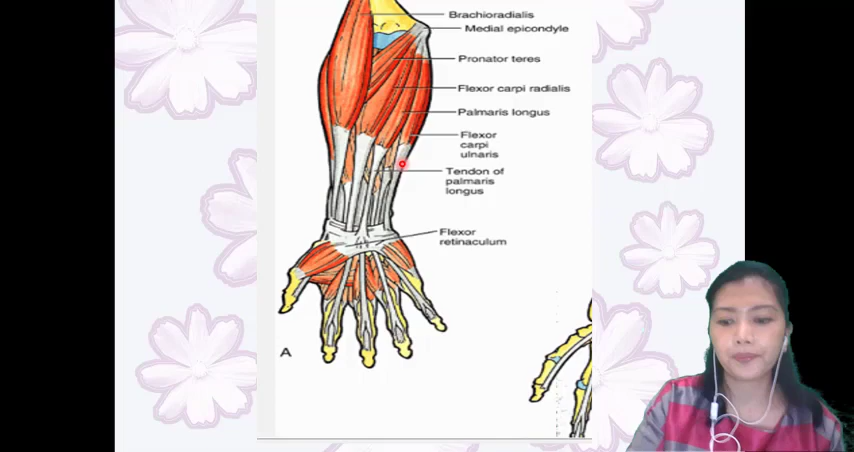 Brachioradialis
Medial epicondyle
Pronator teres
Flexor carpi radialis
Palmaris longus
Flexor
carpi
ulnaris
Tendon of
palmaris
longus
Flexor
retinaculum
A